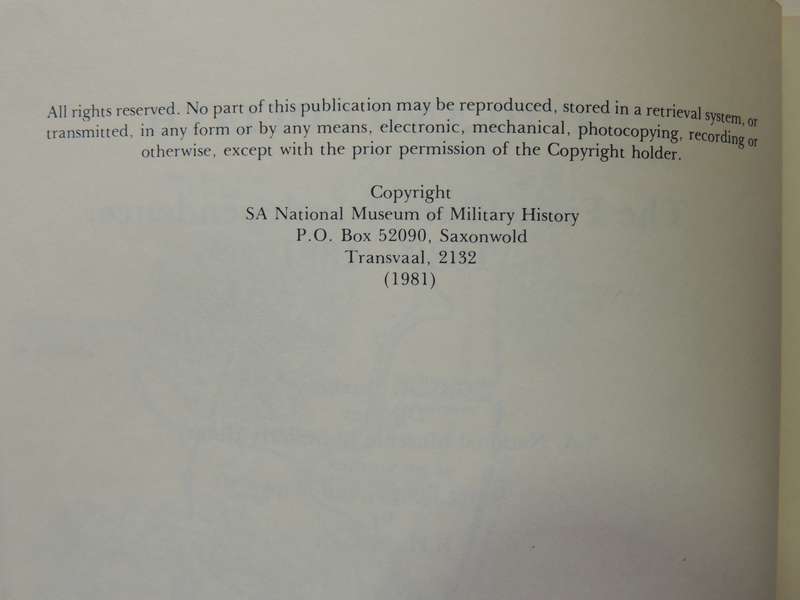 All rights reserved. No part of this publication may be reproduced, stored in a retrieval system, or
transmitted, in any form or by any means, electronic, mechanical, photocopying, recording or
otherwise, except with the prior permission of the Copyright holder.
Copyright
SA National Museum of Military History
P.O. Box 52090, Saxonwold
Transvaal, 2132
(1981)